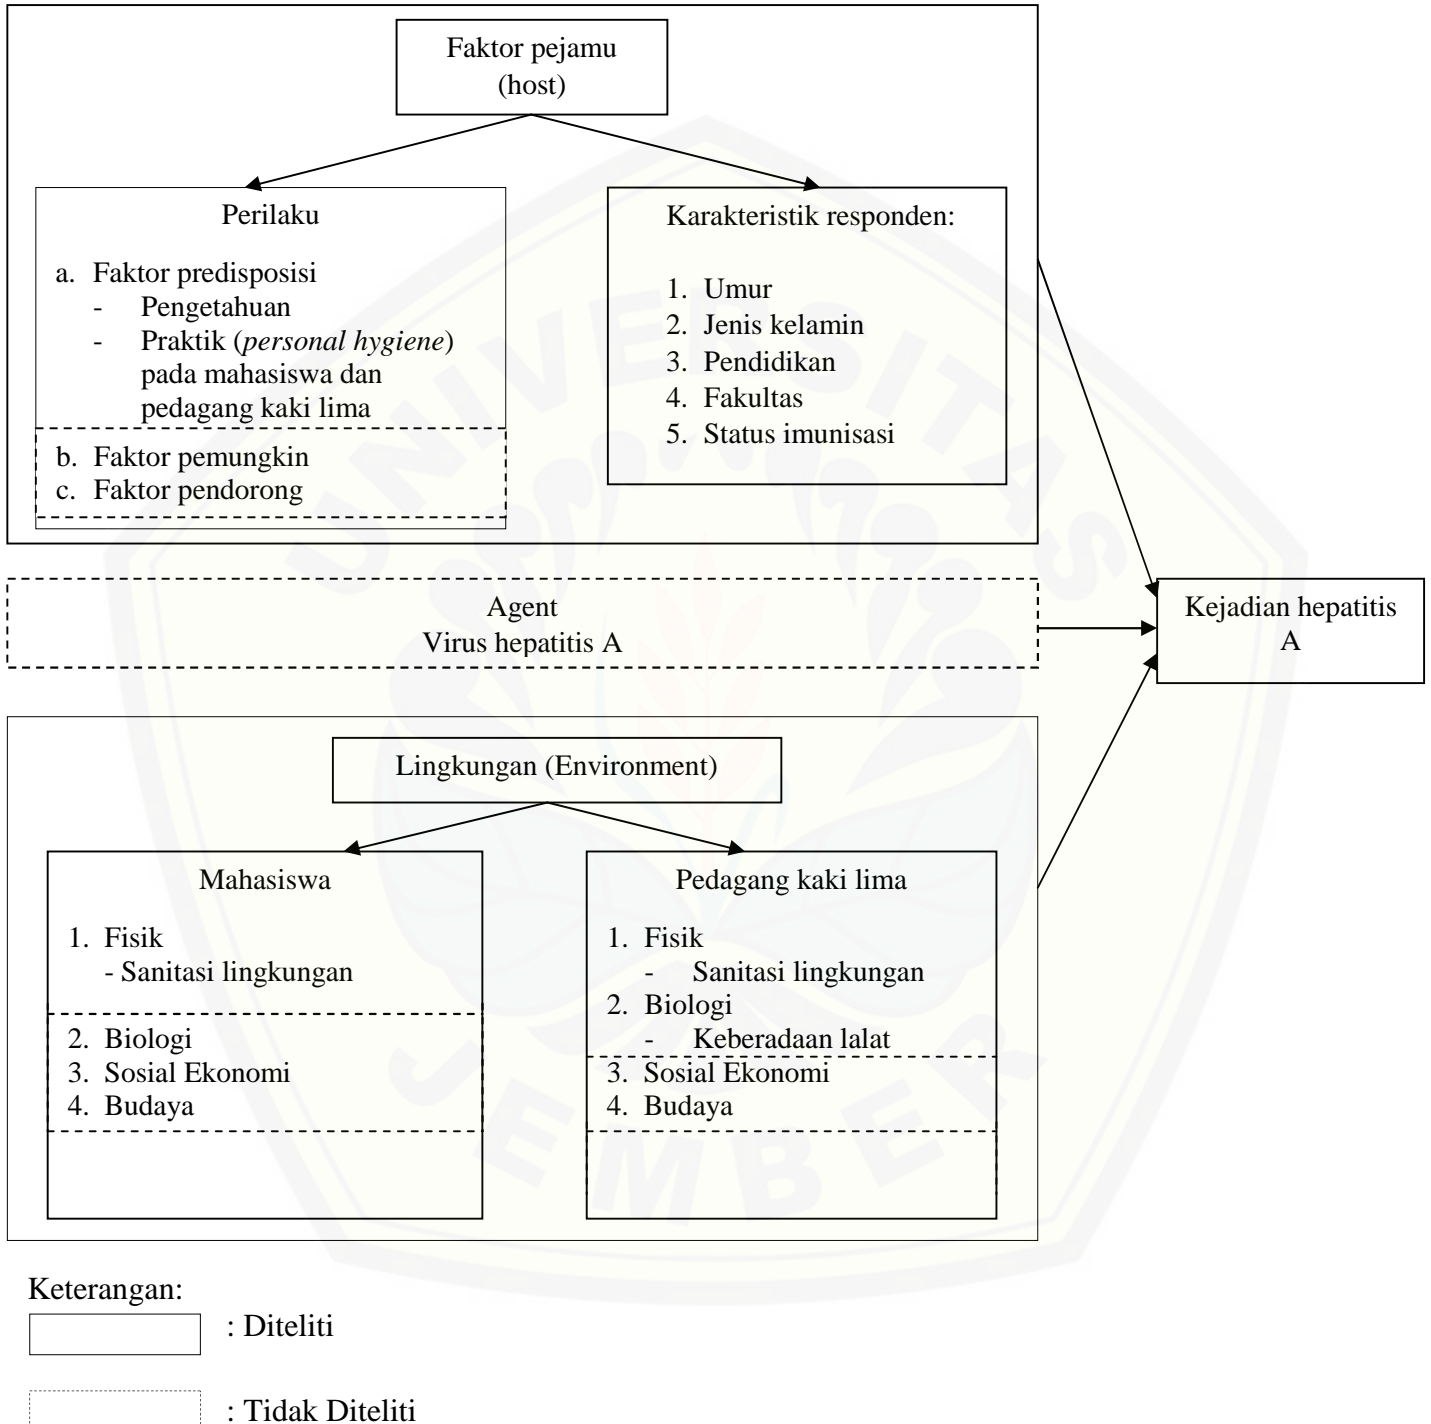 Faktor pejamu
(host)
Perilaku
a. Faktor predisposisi
- Pengetahuan
- Praktik (personal hygiene)
pada mahasiswa dan
pedagang kaki lima
b. Faktor pemungkin
c. Faktor pendorong
Karakteristik responden:
1. Umur
2. Jenis kelamin
3. Pendidikan
4. Fakultas
5. Status imunisasi
Agent
Virus hepatitis A
Kejadian hepatitis
A
Lingkungan (Environment)
Mahasiswa
1. Fisik
- Sanitasi lingkungan
2. Biologi
3. Sosial Ekonomi
4. Budaya
Pedagang kaki lima
1. Fisik
- Sanitasi lingkungan
2. Biologi
- Keberadaan lalat
3. Sosial Ekonomi
4. Budaya
Keterangan:
: Diteliti
: Tidak Diteliti
UNIVERSITAS
JEMBER